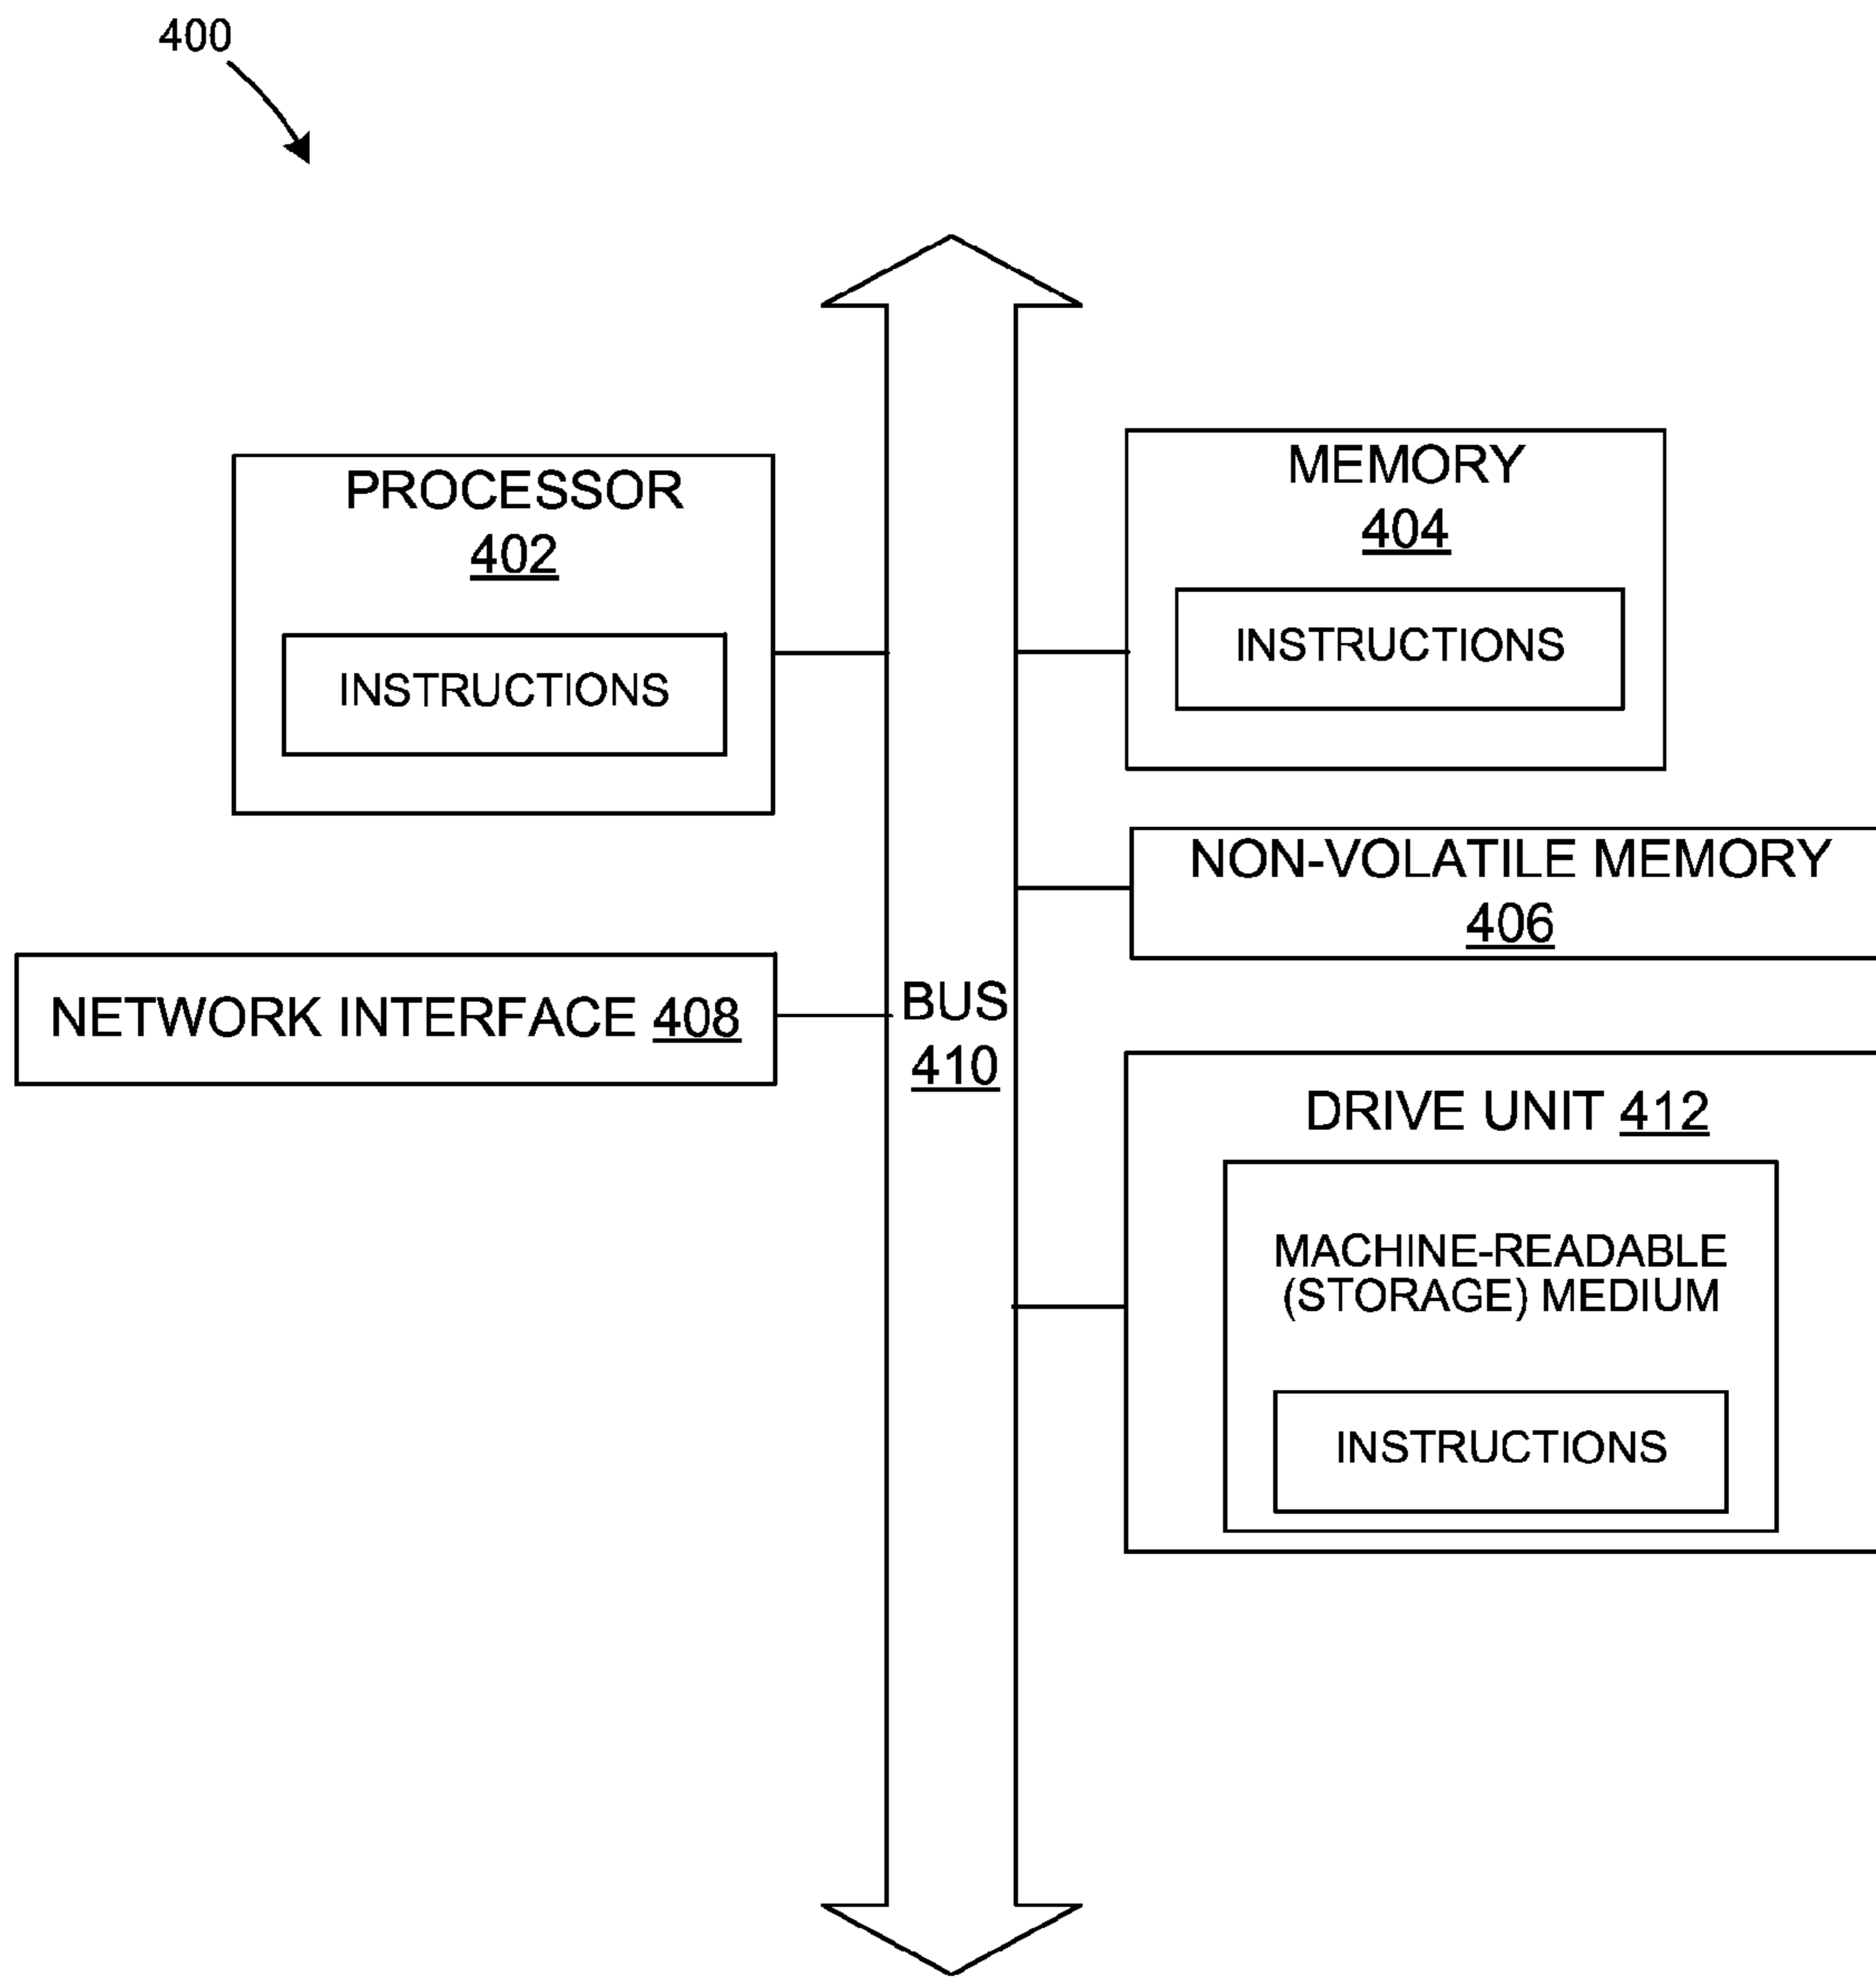 400
PROCESSOR
402
INSTRUCTIONS
MEMORY
404
INSTRUCTIONS
NON-VOLATILE MEMORY
406
NETWORK INTERFACE 408
BUS
410
DRIVE UNIT 412
MACHINE-READABLE
(STORAGE) MEDIUM
INSTRUCTIONS